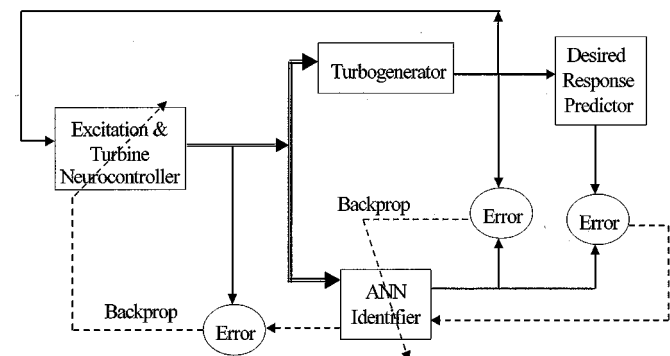 Turbogenerator
Desired
Response
Predictor
Excitation &
Turbine
Neurocontroller
Backprop
Error
Error
ANN
Identifier
Backprop
Error